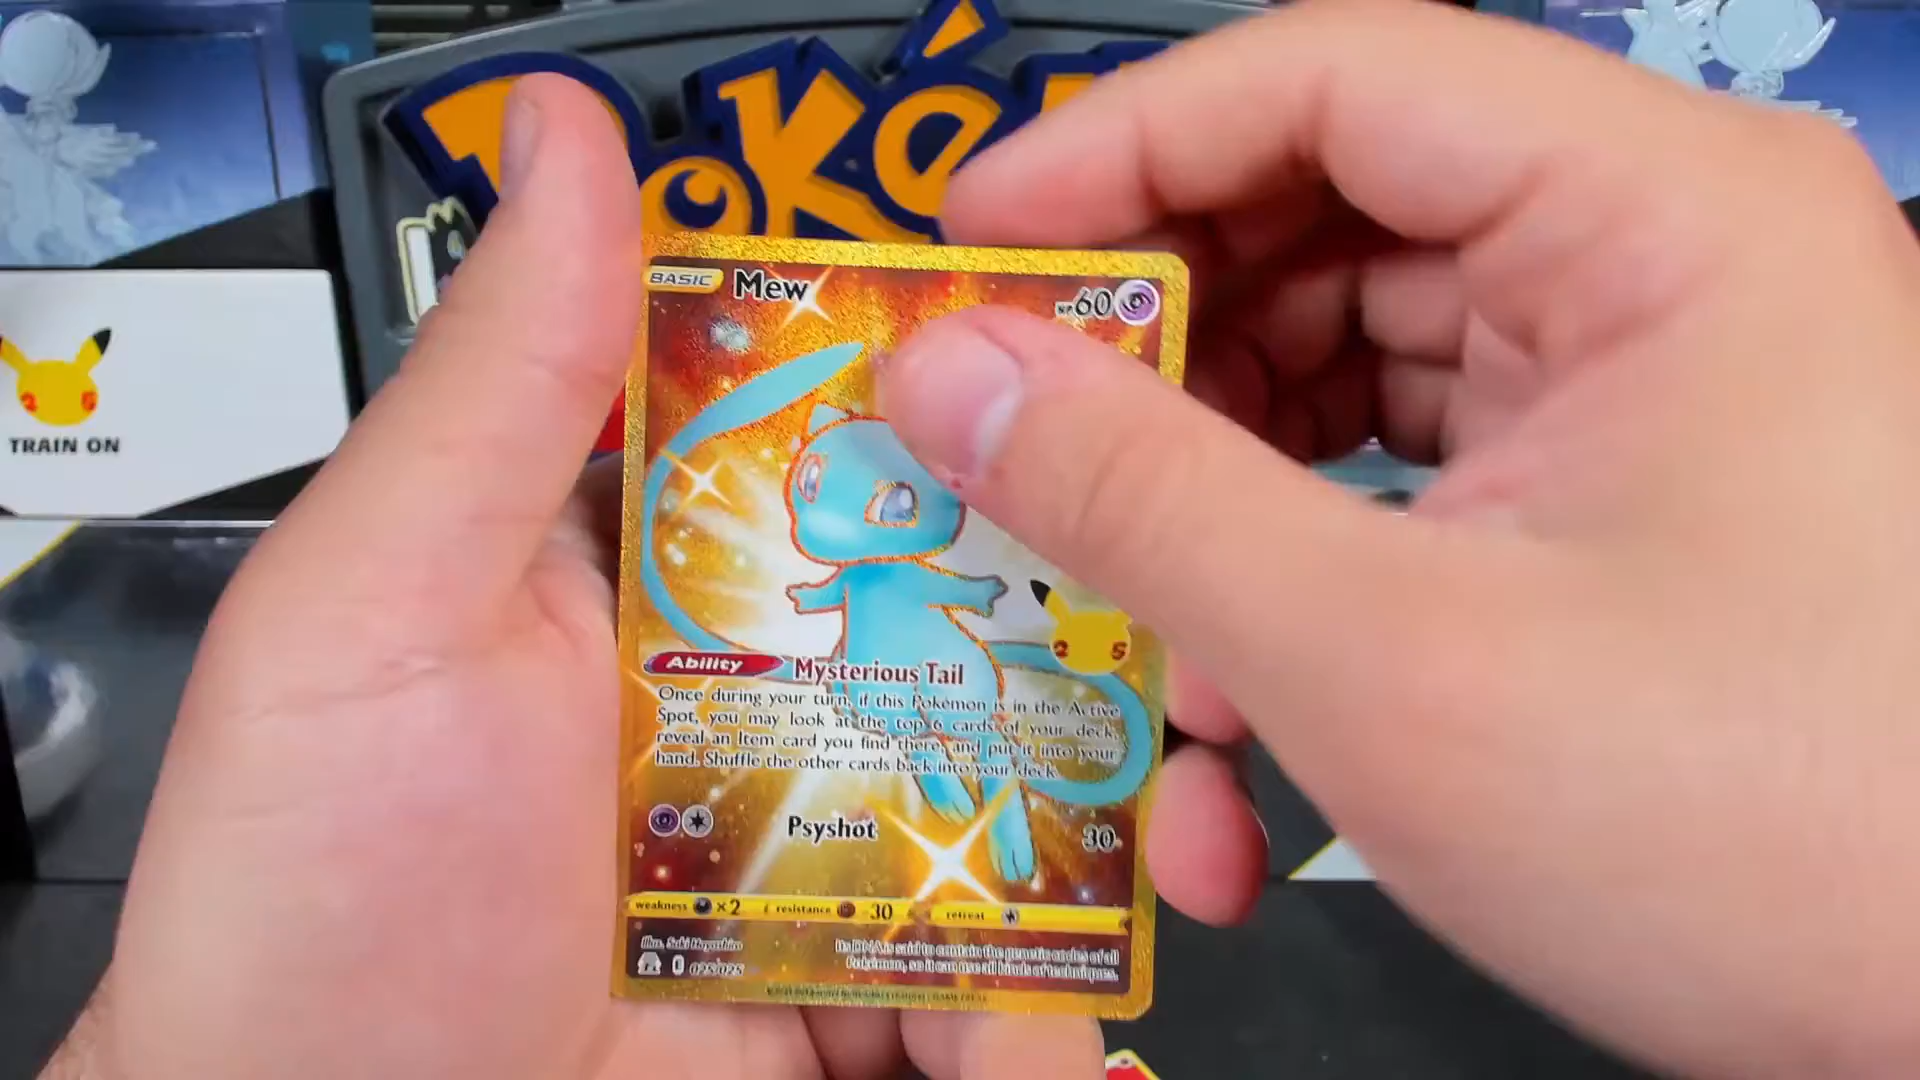 Poké
BASIC Mew HP60
25
TRAIN ON
25
Ability Mysterious Tail
Once during your turn, if this Pokémon is in the Active
Spot, you may look at the top 6 cards of your deck,
reveal an Item card you find there, and put it into your
hand. Shuffle the other cards back into your deck.
Psyshot 30
weakness ×2 resistance -30 retreat
Illus. Saki Hayashiro
025/025
Its DNA is said to contain the genetic codes of all
Pokémon, so it can use all kinds of techniques.